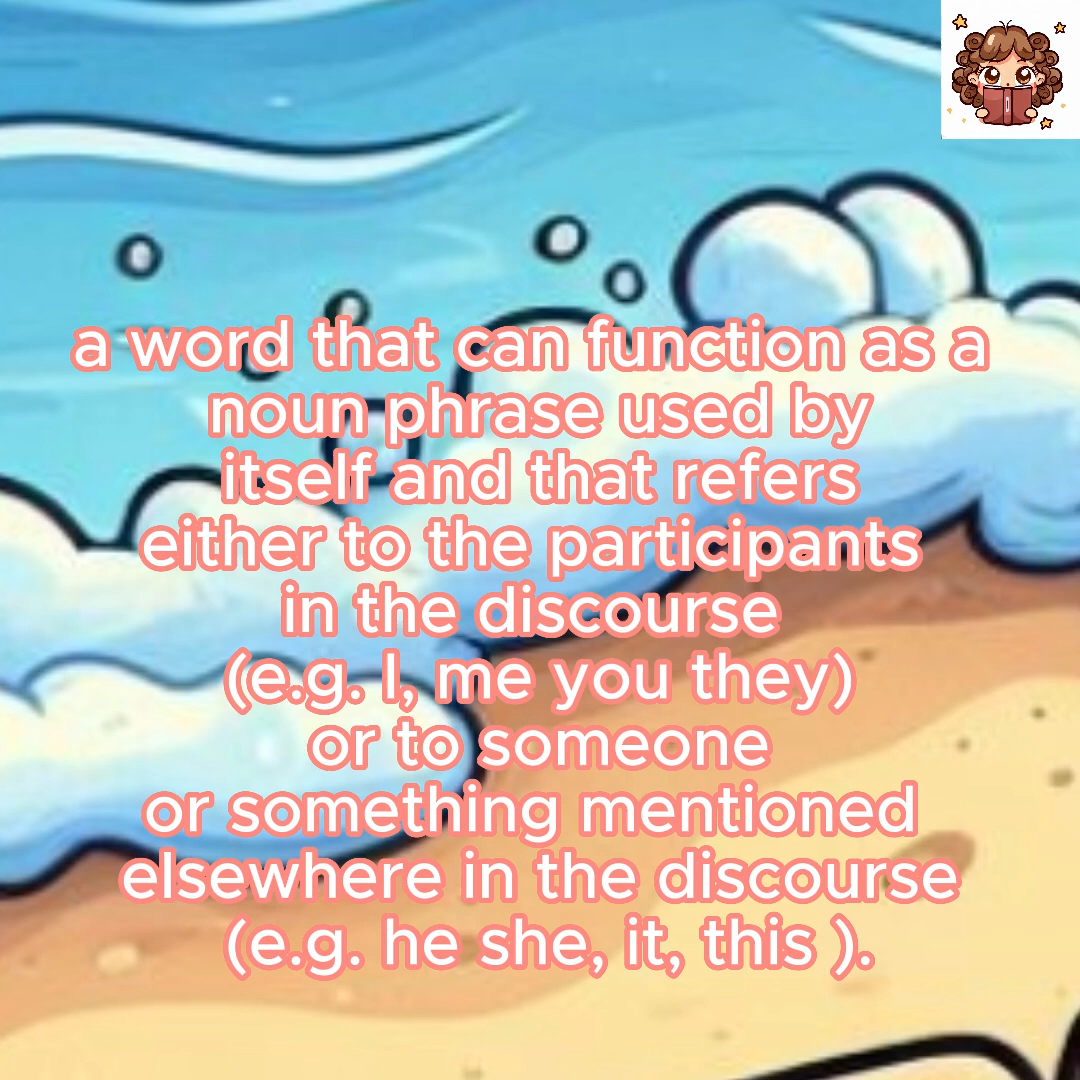 a word that can function as a
noun phrase used by
itself and that refers
either to the participants
in the discourse
(e.g. I, me you they)
or to someone
or something mentioned
elsewhere in the discourse
(e.g. he she, it, this ).